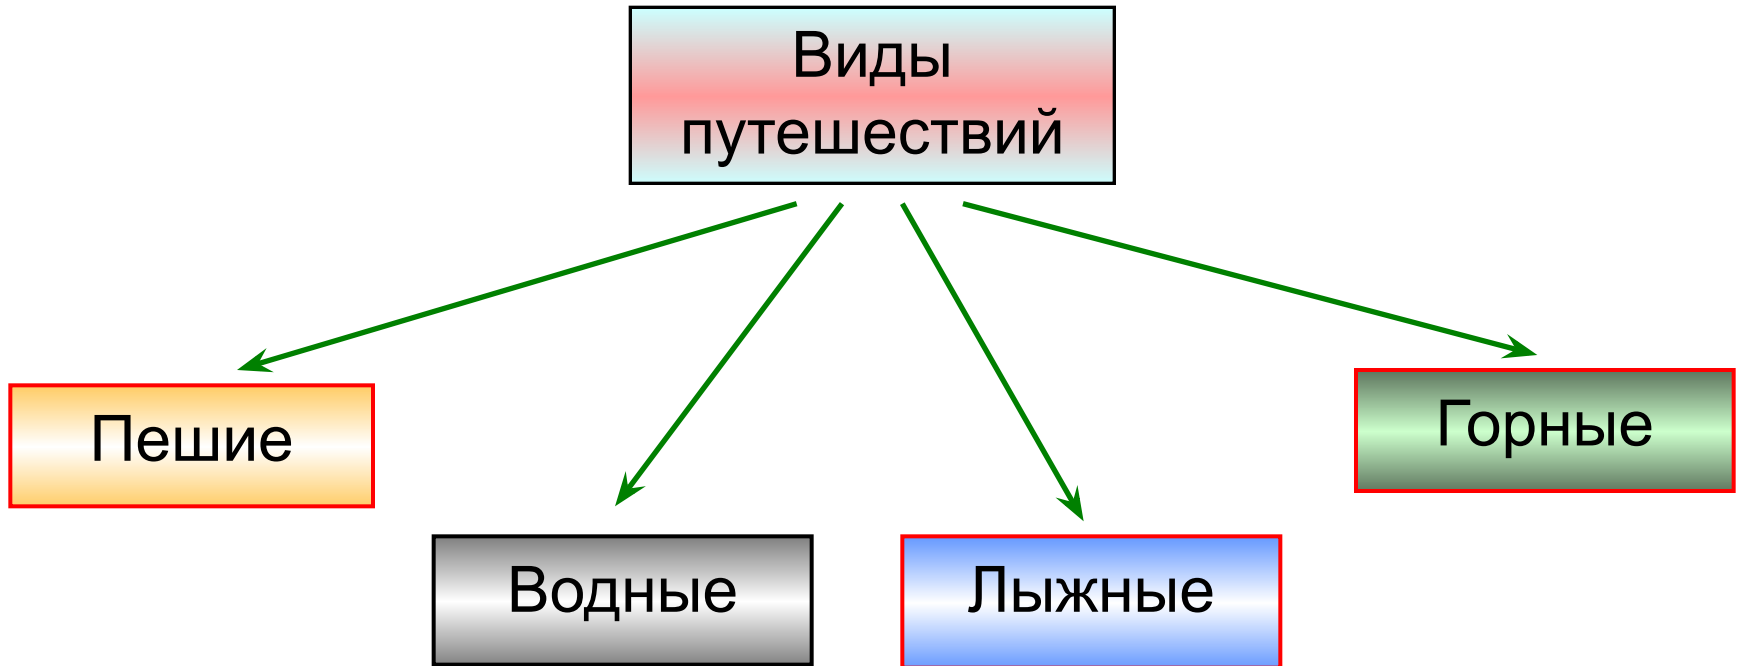 Виды
путешествий
Пешие
Горные
Водные
Лыжные